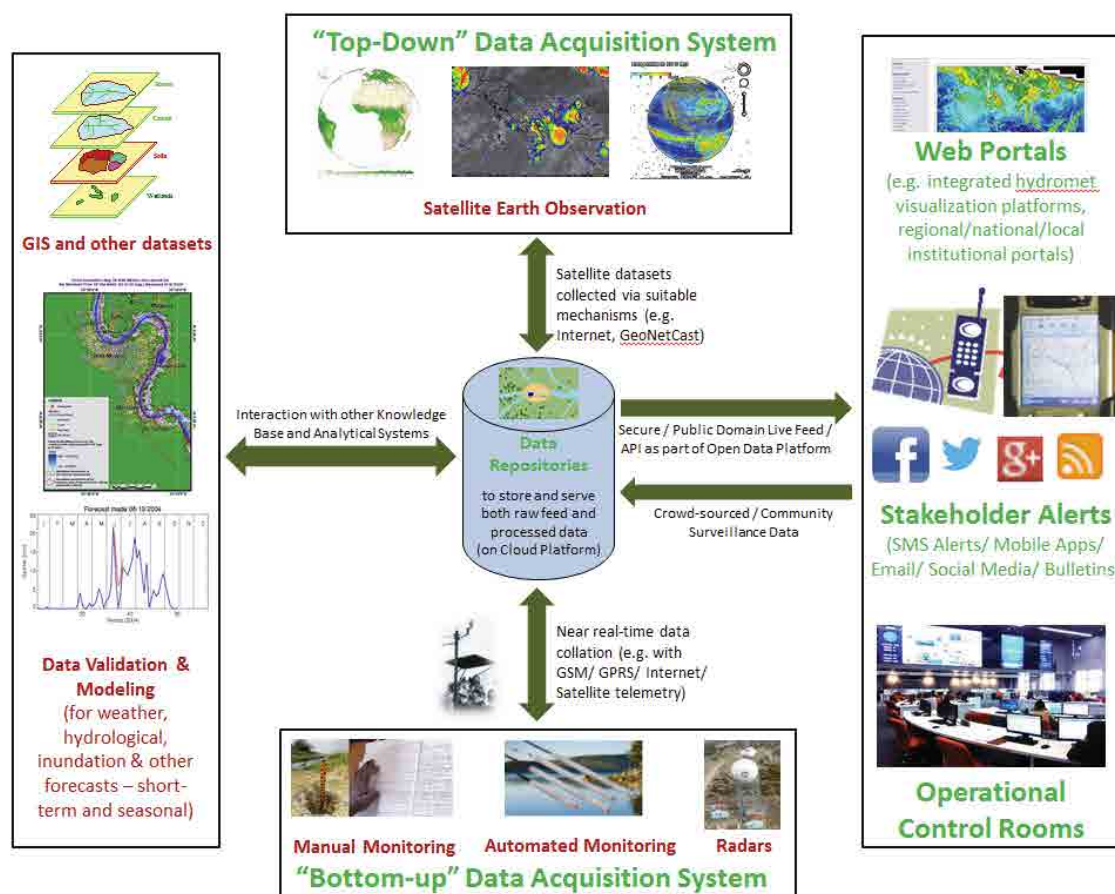 “Top-Down” Data Acquisition System
Satellite Earth Observation
Soils
GIS and other datasets
Forecast made 08/10/2004
J F M A M J J A S O N D
Data Validation &
Modeling
(for weather,
hydrological,
inundation & other
forecasts – short-
term and seasonal)
Satellite datasets
collected via suitable
mechanisms (e.g.
Internet, GeoNetCast)
Interaction with other Knowledge
Base and Analytical Systems
Data
Repositories
to store and serve
both raw feed and
processed data
(on Cloud Platform)
Secure / Public Domain Live Feed /
API as part of Open Data Platform
Crowd-sourced / Community
Surveillance Data
Near real-time data
collation (e.g. with
GSM/ GPRS/ Internet/
Satellite telemetry)
Manual Monitoring
Automated Monitoring
Radars
“Bottom-up” Data Acquisition System
Web Portals
(e.g. integrated hydromet
visualization platforms,
regional/national/local
institutional portals)
f
g+
Stakeholder Alerts
(SMS Alerts/ Mobile Apps/
Email/ Social Media/ Bulletins
Operational
Control Rooms